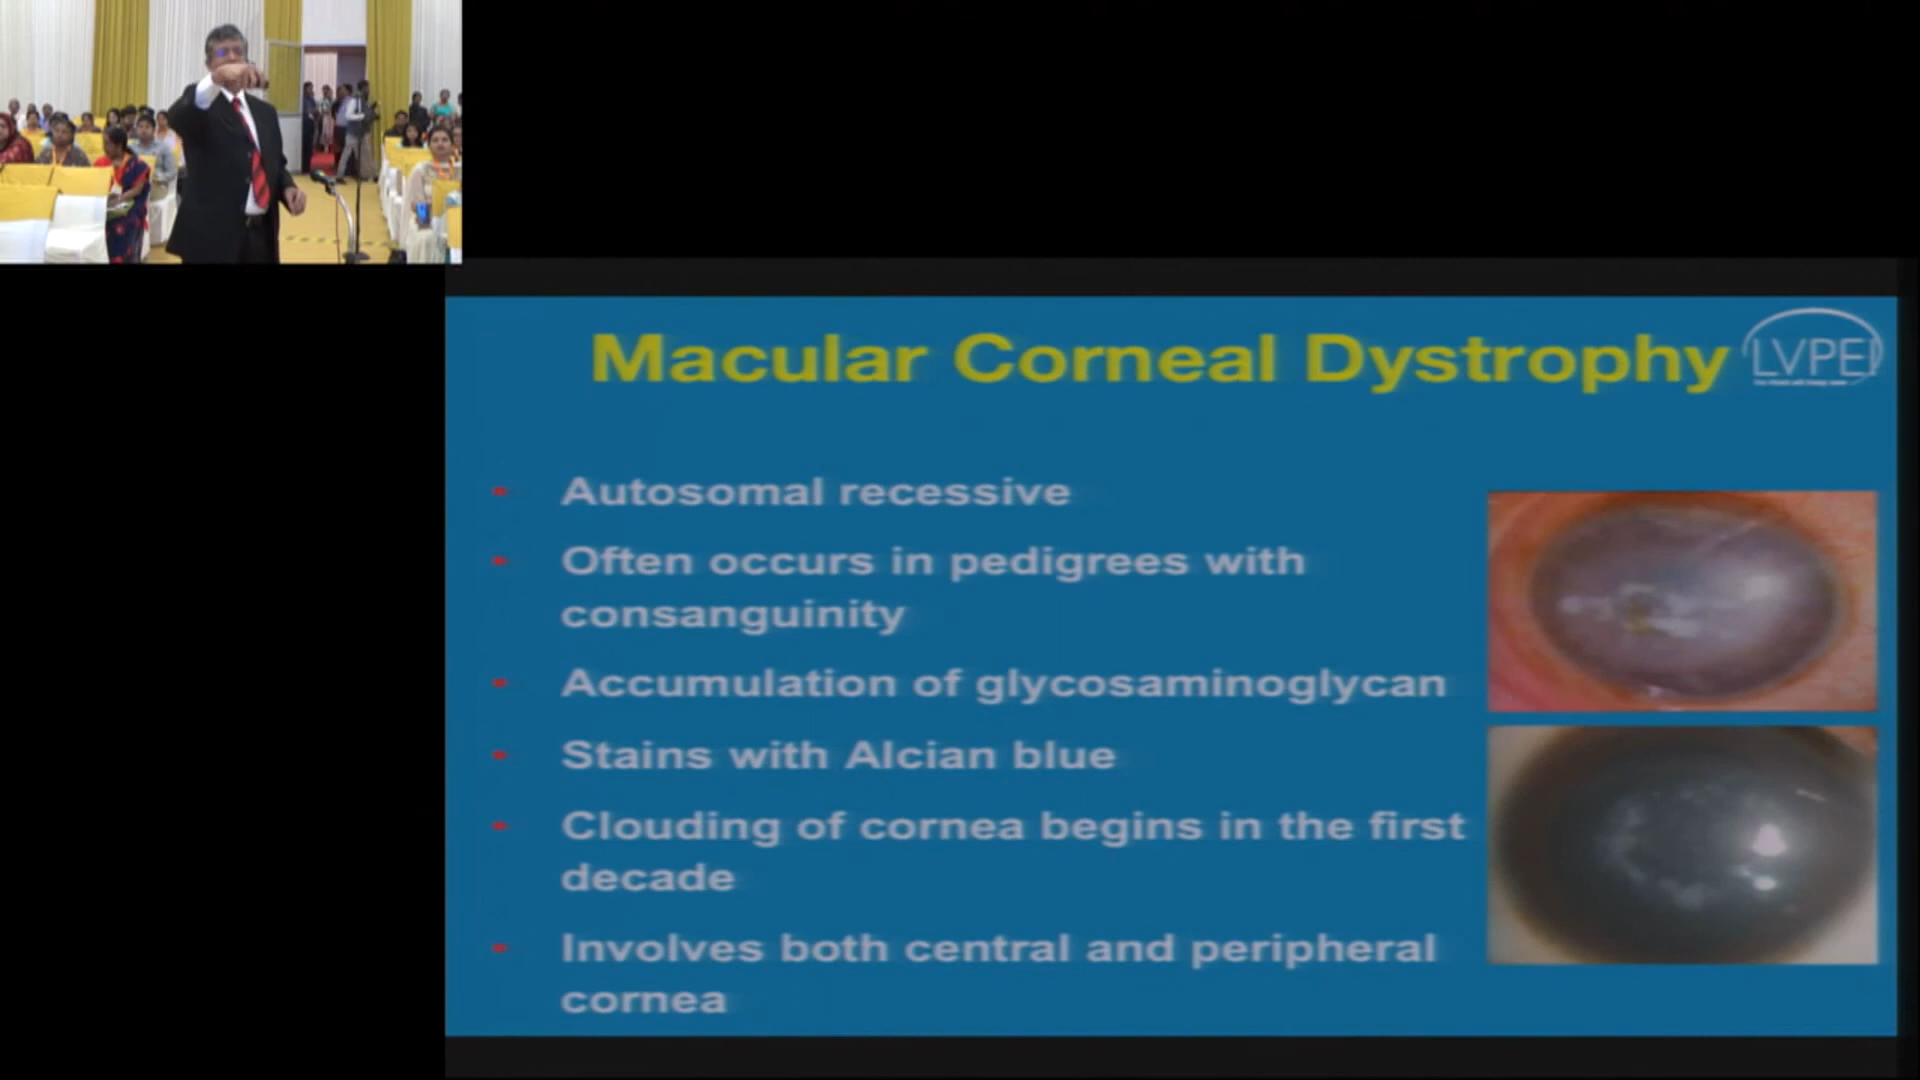 Macular Corneal Dystrophy
LVPEI
• Autosomal recessive
• Often occurs in pedigrees with
consanguinity
• Accumulation of glycosaminoglycan
• Stains with Alcian blue
• Clouding of cornea begins in the first
decade
• Involves both central and peripheral
cornea